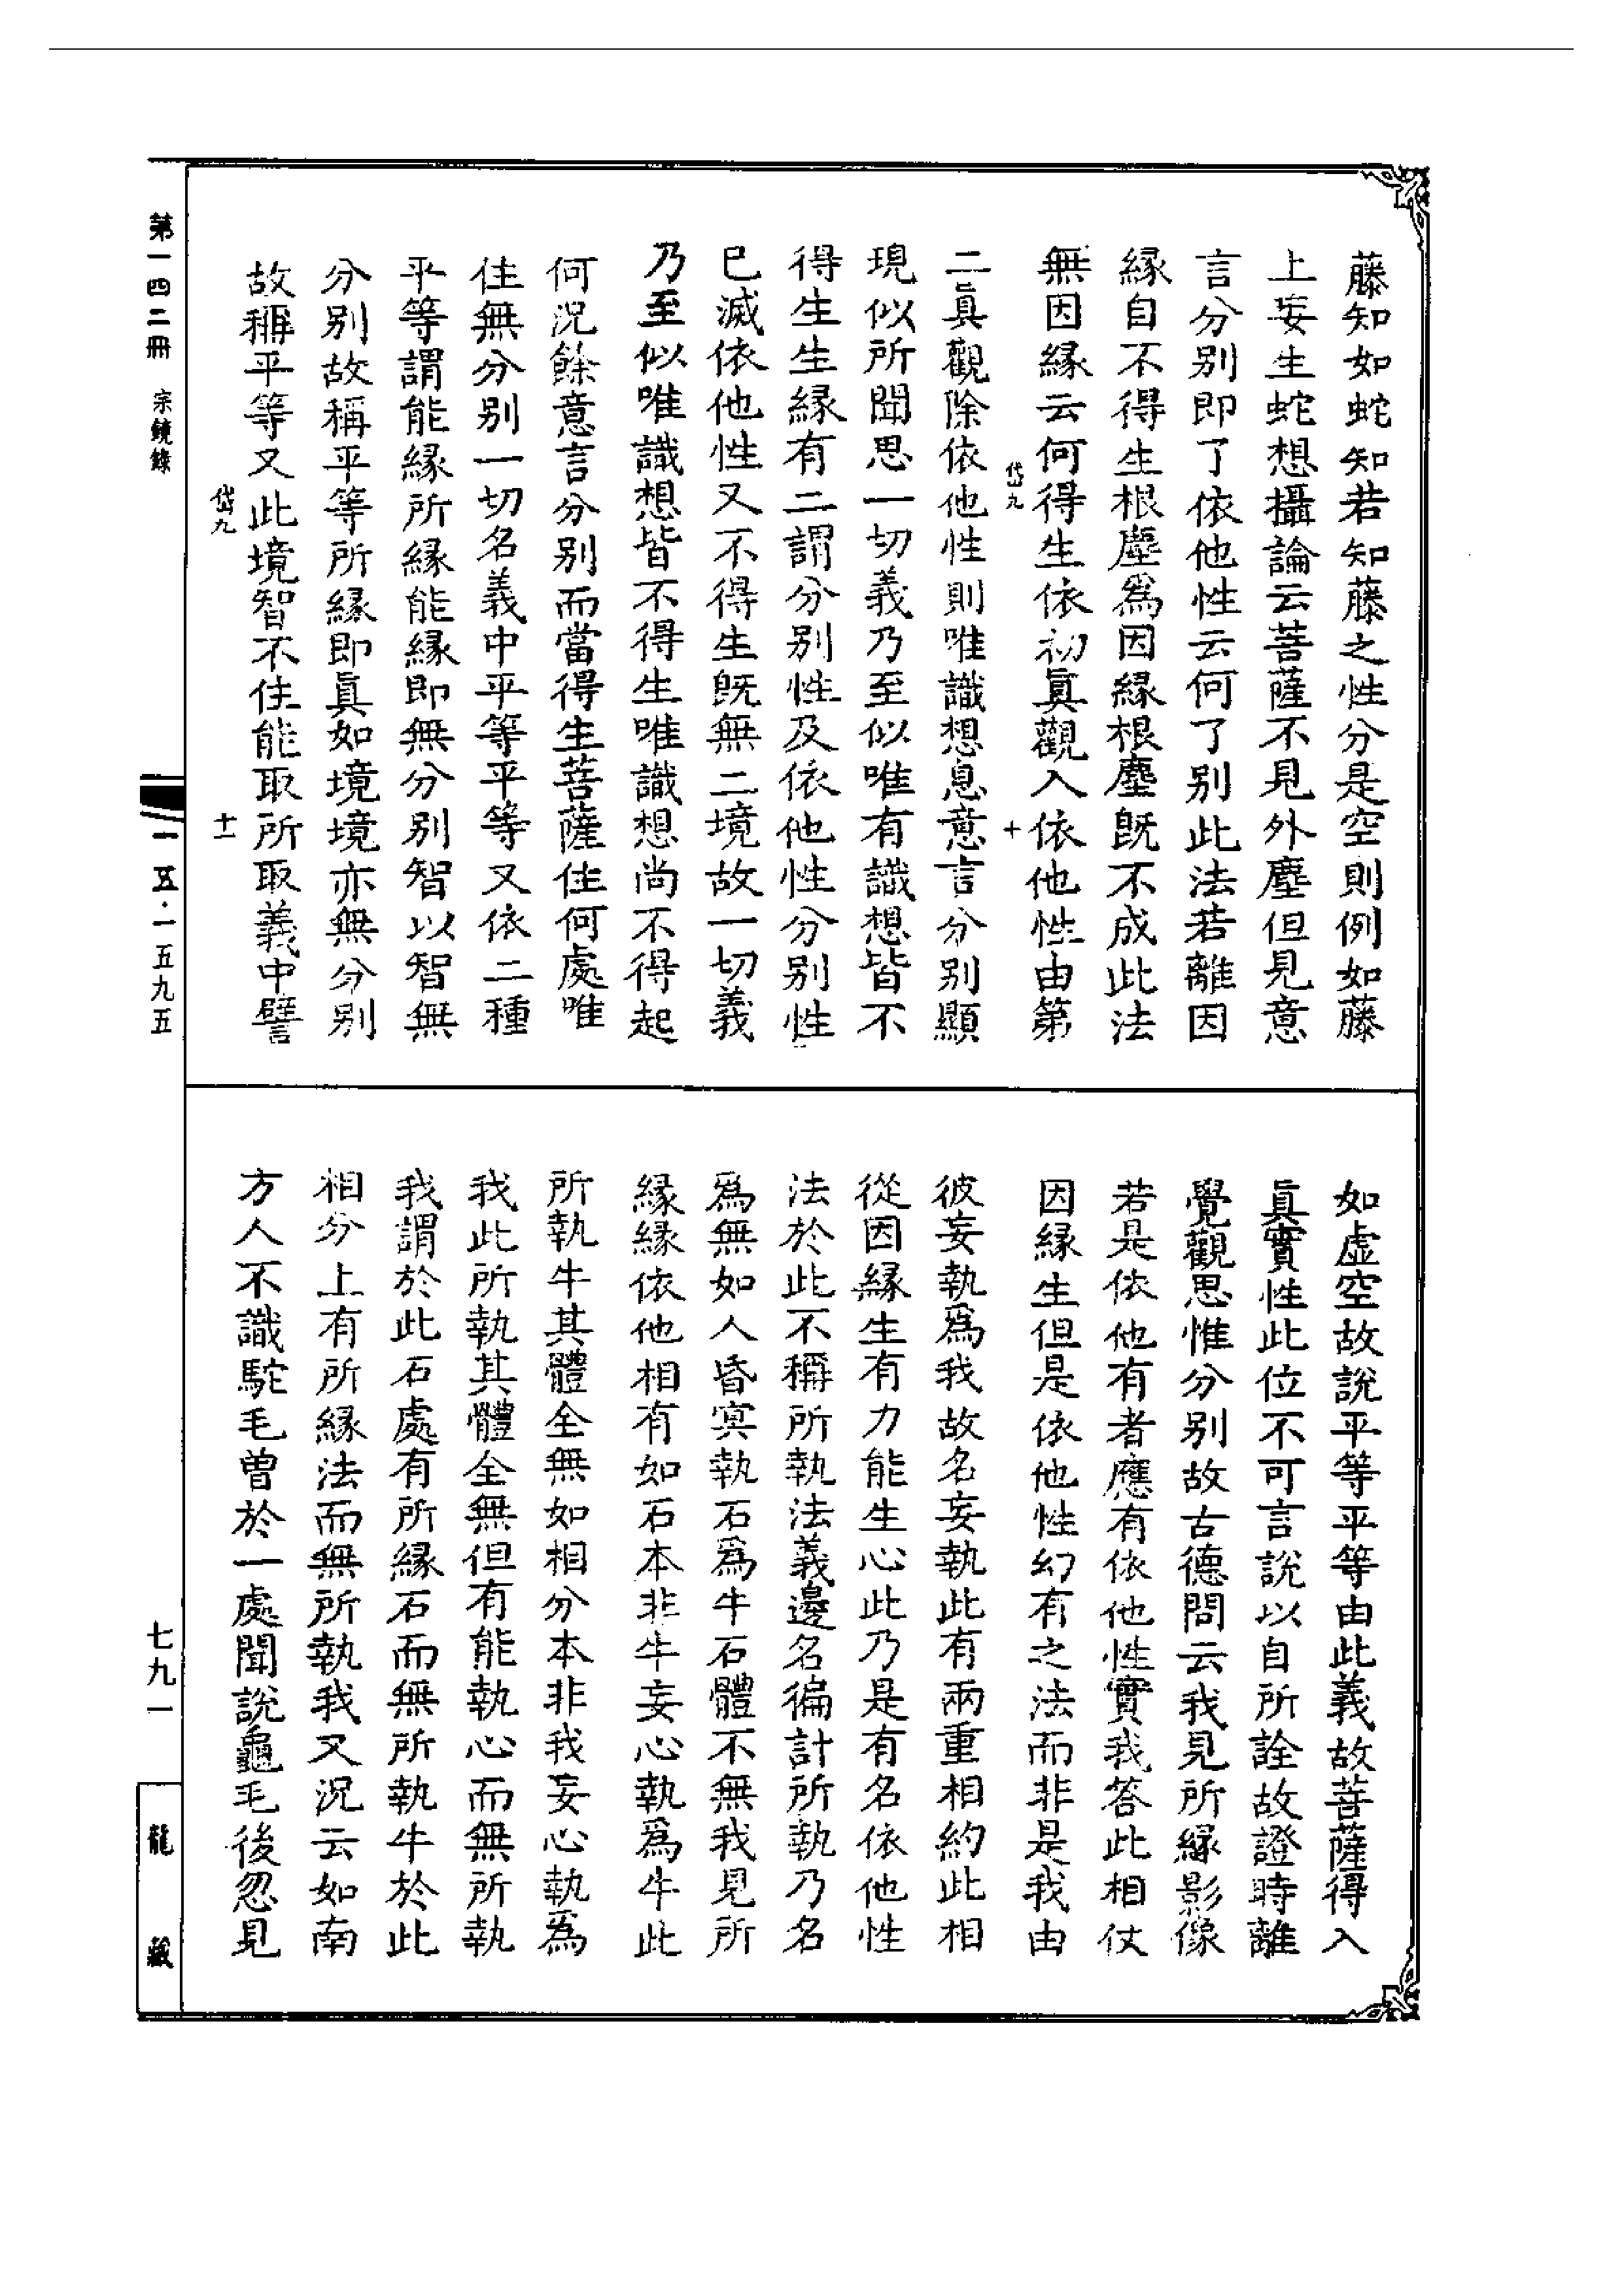 藤知如蛇知若知藤之性分是空則例如藤
上妄生蛇想攝論云菩薩不見外塵但見意
言分別即了依他性云何了別此法若離因
緣自不得生根塵爲因緣根塵旣不成此法
無因緣云何得生依初眞觀入依他性由第
岱九
十
二眞觀除依他性則唯識想息意言分別顯
現似所聞思一切義乃至似唯有識想皆不
得生生緣有二謂分別性及依他性分別性
已滅依他性又不得生旣無二境故一切義
乃至似唯識想皆不得生唯識想尚不得起
何況餘意言分別而當得生菩薩住何處唯
住無分別一切名義中平等平等又依二種
平等謂能緣所緣能緣即無分別智以智無
分別故稱平等所緣即眞如境境亦無分別
故稱平等又此境智不住能取所取義中譬
岱九
十一
如虛空故說平等平等由此義故菩薩得入
眞實性此位不可言說以自所詮故證時離
覺觀思惟分別故古德問云我見所緣影像
若是依他有者應有依他性實我答此相仗
因緣生但是依他性幻有之法而非是我由
彼妄執爲我故名妄執此有兩重相約此相
從因緣生有力能生心此乃是有名依他性
法於此不稱所執法義邊名徧計所執乃名
爲無如人昏冥執石爲牛石體不無我見所
緣緣依他相有如石本非牛妄心執爲牛此
所執牛其體全無如相分本非我妄心執爲
我此所執其體全無但有能執心而無所執
我謂於此石處有所緣石而無所執牛於此
相分上有所緣法而無所執我又況云如南
方人不識駝毛曾於一處聞說龜毛後忽見
第一四二冊
宗鏡錄
一五·一五九五
七九一
龍藏